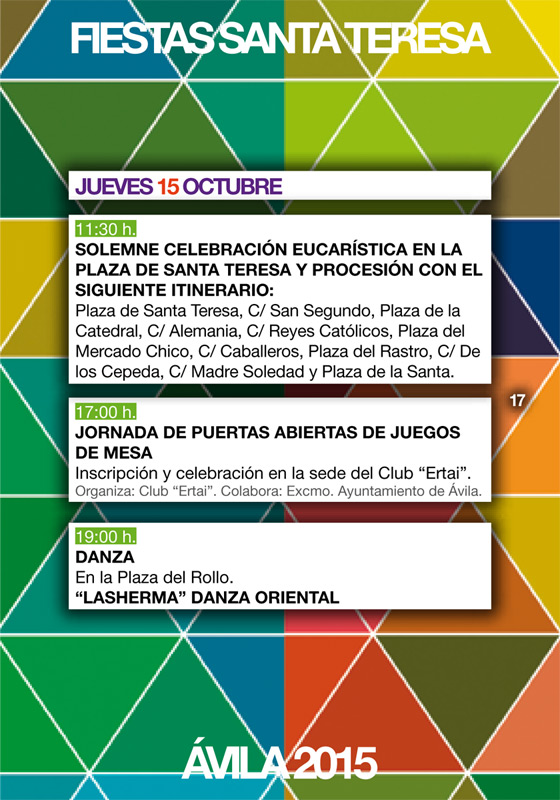 FIESTAS SANTA TERESA
JUEVES 15 OCTUBRE
11:30 h.
SOLEMNE CELEBRACIÓN EUCARÍSTICA EN LA
PLAZA DE SANTA TERESA Y PROCESIÓN CON EL
SIGUIENTE ITINERARIO:
Plaza de Santa Teresa, C/ San Segundo, Plaza de la
Catedral, C/ Alemania, C/ Reyes Católicos, Plaza del
Mercado Chico, C/ Caballeros, Plaza del Rastro, C/ De
los Cepeda, C/ Madre Soledad y Plaza de la Santa.
17
17:00 h.
JORNADA DE PUERTAS ABIERTAS DE JUEGOS
DE MESA
Inscripción y celebración en la sede del Club “Ertai”.
Organiza: Club “Ertai”. Colabora: Excmo. Ayuntamiento de Ávila.
19:00 h.
DANZA
En la Plaza del Rollo.
“LASHERMA” DANZA ORIENTAL
ÁVILA 2015